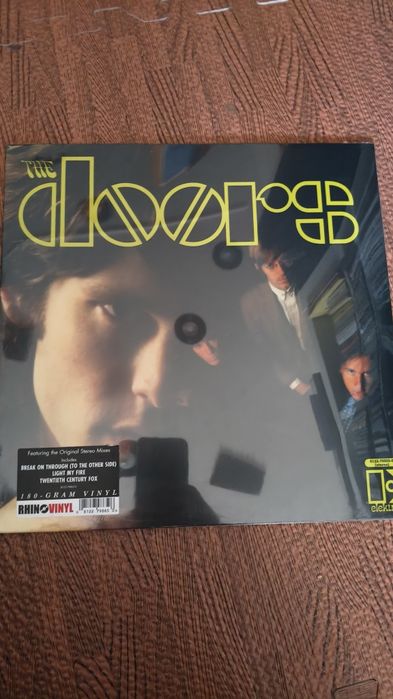 THE
doors
Featuring the Original Stereo Mixes
Includes
BREAK ON THROUGH (TO THE OTHER SIDE)
LIGHT MY FIRE
TWENTIETH CENTURY FOX
180-GRAM VINYL
RHINO VINYL